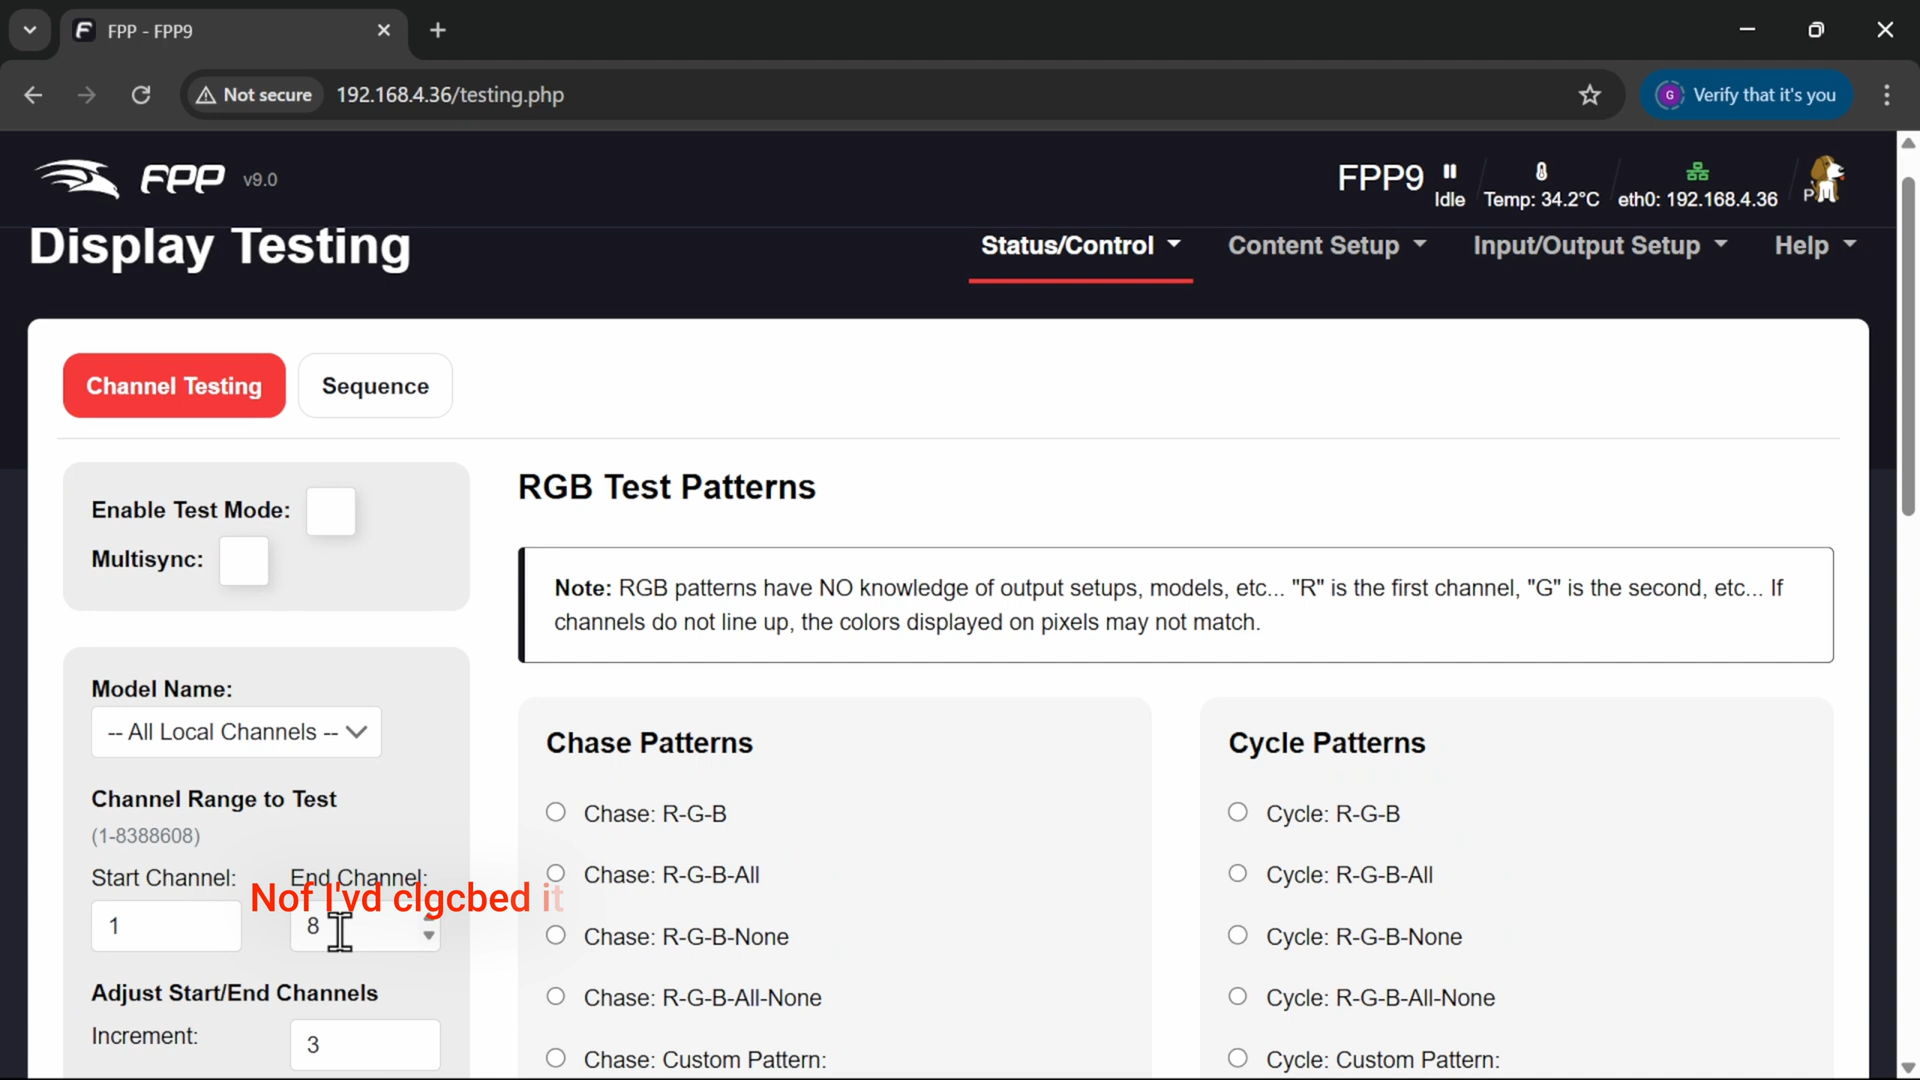 FPP - FPP9
Not secure
192.168.4.36/testing.php
G
Verify that it's you
FPP v9.0
FPP9
Idle
Temp: 34.2°C
eth0: 192.168.4.36
P
Display Testing
Status/Control
Content Setup
Input/Output Setup
Help
Channel Testing
Sequence
Enable Test Mode:
Multisync:
Model Name:
-- All Local Channels --
Channel Range to Test
(1-8388608)
Start Channel:
End Channel:
Nof I'vd clgcbed it
1
8
Adjust Start/End Channels
Increment:
3
RGB Test Patterns
Note: RGB patterns have NO knowledge of output setups, models, etc... "R" is the first channel, "G" is the second, etc... If
channels do not line up, the colors displayed on pixels may not match.
Chase Patterns
Chase: R-G-B
Chase: R-G-B-All
Chase: R-G-B-None
Chase: R-G-B-All-None
Chase: Custom Pattern:
Cycle Patterns
Cycle: R-G-B
Cycle: R-G-B-All
Cycle: R-G-B-None
Cycle: R-G-B-All-None
Cycle: Custom Pattern: